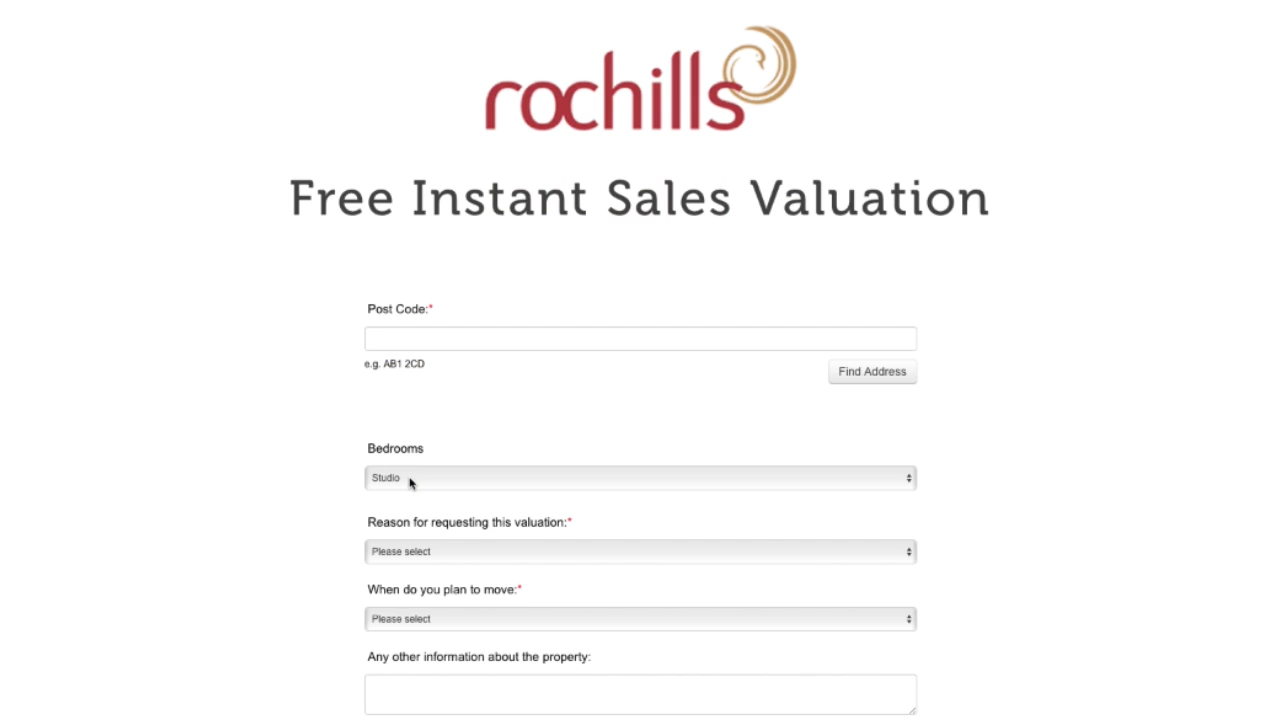 rochills
Free Instant Sales Valuation
Post Code:*
e.g. AB1 2CD
Find Address
Bedrooms
Studio
Reason for requesting this valuation:*
Please select
When do you plan to move:*
Please select
Any other information about the property: